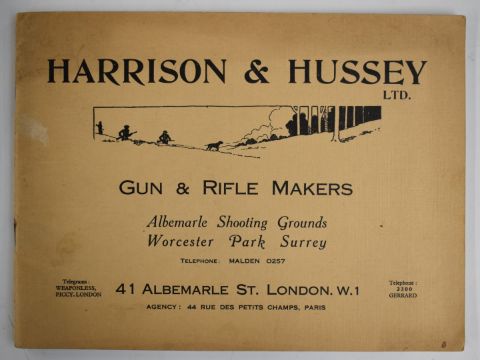 HARRISON & HUSSEY
LTD.
GUN & RIFLE MAKERS
Albemarle Shooting Grounds
Worcester Park Surrey
TELEPHONE: MALDEN 0257
Telegrams:
WEAPONLESS,
PICCY-LONDON
41 ALBEMARLE ST. LONDON. W.1
Telephone:
2300
GERRARD
AGENCY: 44 RUE DES PETITS CHAMPS, PARIS